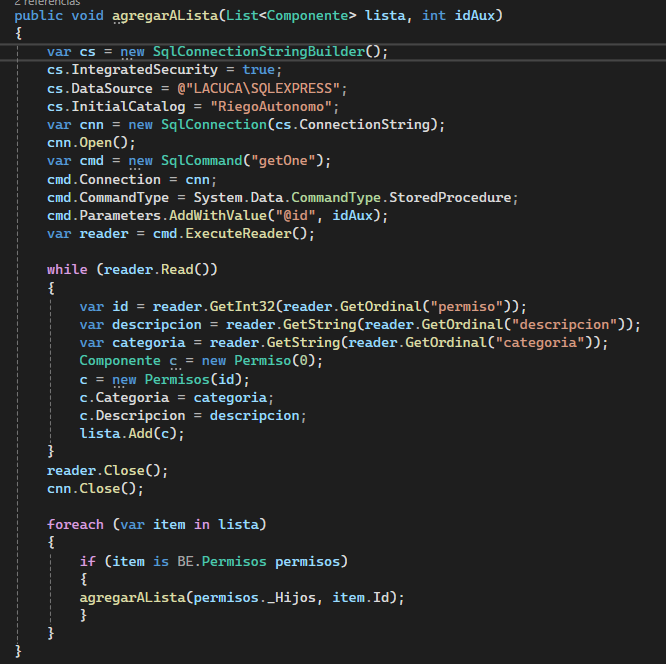 2 referencias
public void agregarALista(List<Componente> lista, int idAux)
{
var cs = new SqlConnectionStringBuilder();
cs.IntegratedSecurity = true;
cs.DataSource = @"LACUCA\SQLEXPRESS";
cs.InitialCatalog = "RiegoAutonomo";
var cnn = new SqlConnection(cs.ConnectionString);
cnn.Open();
var cmd = new SqlCommand("getOne");
cmd.Connection = cnn;
cmd.CommandType = System.Data.CommandType.StoredProcedure;
cmd.Parameters.AddWithValue("@id", idAux);
var reader = cmd.ExecuteReader();
while (reader.Read())
{
var id = reader.GetInt32(reader.GetOrdinal("permiso"));
var descripcion = reader.GetString(reader.GetOrdinal("descripcion"));
var categoria = reader.GetString(reader.GetOrdinal("categoria"));
Componente c = new Permiso(0);
c = new Permisos(id);
c.Categoria = categoria;
c.Descripcion = descripcion;
lista.Add(c);
}
reader.Close();
cnn.Close();
foreach (var item in lista)
{
if (item is BE.Permisos permisos)
{
agregarALista(permisos._Hijos, item.Id);
}
}
}